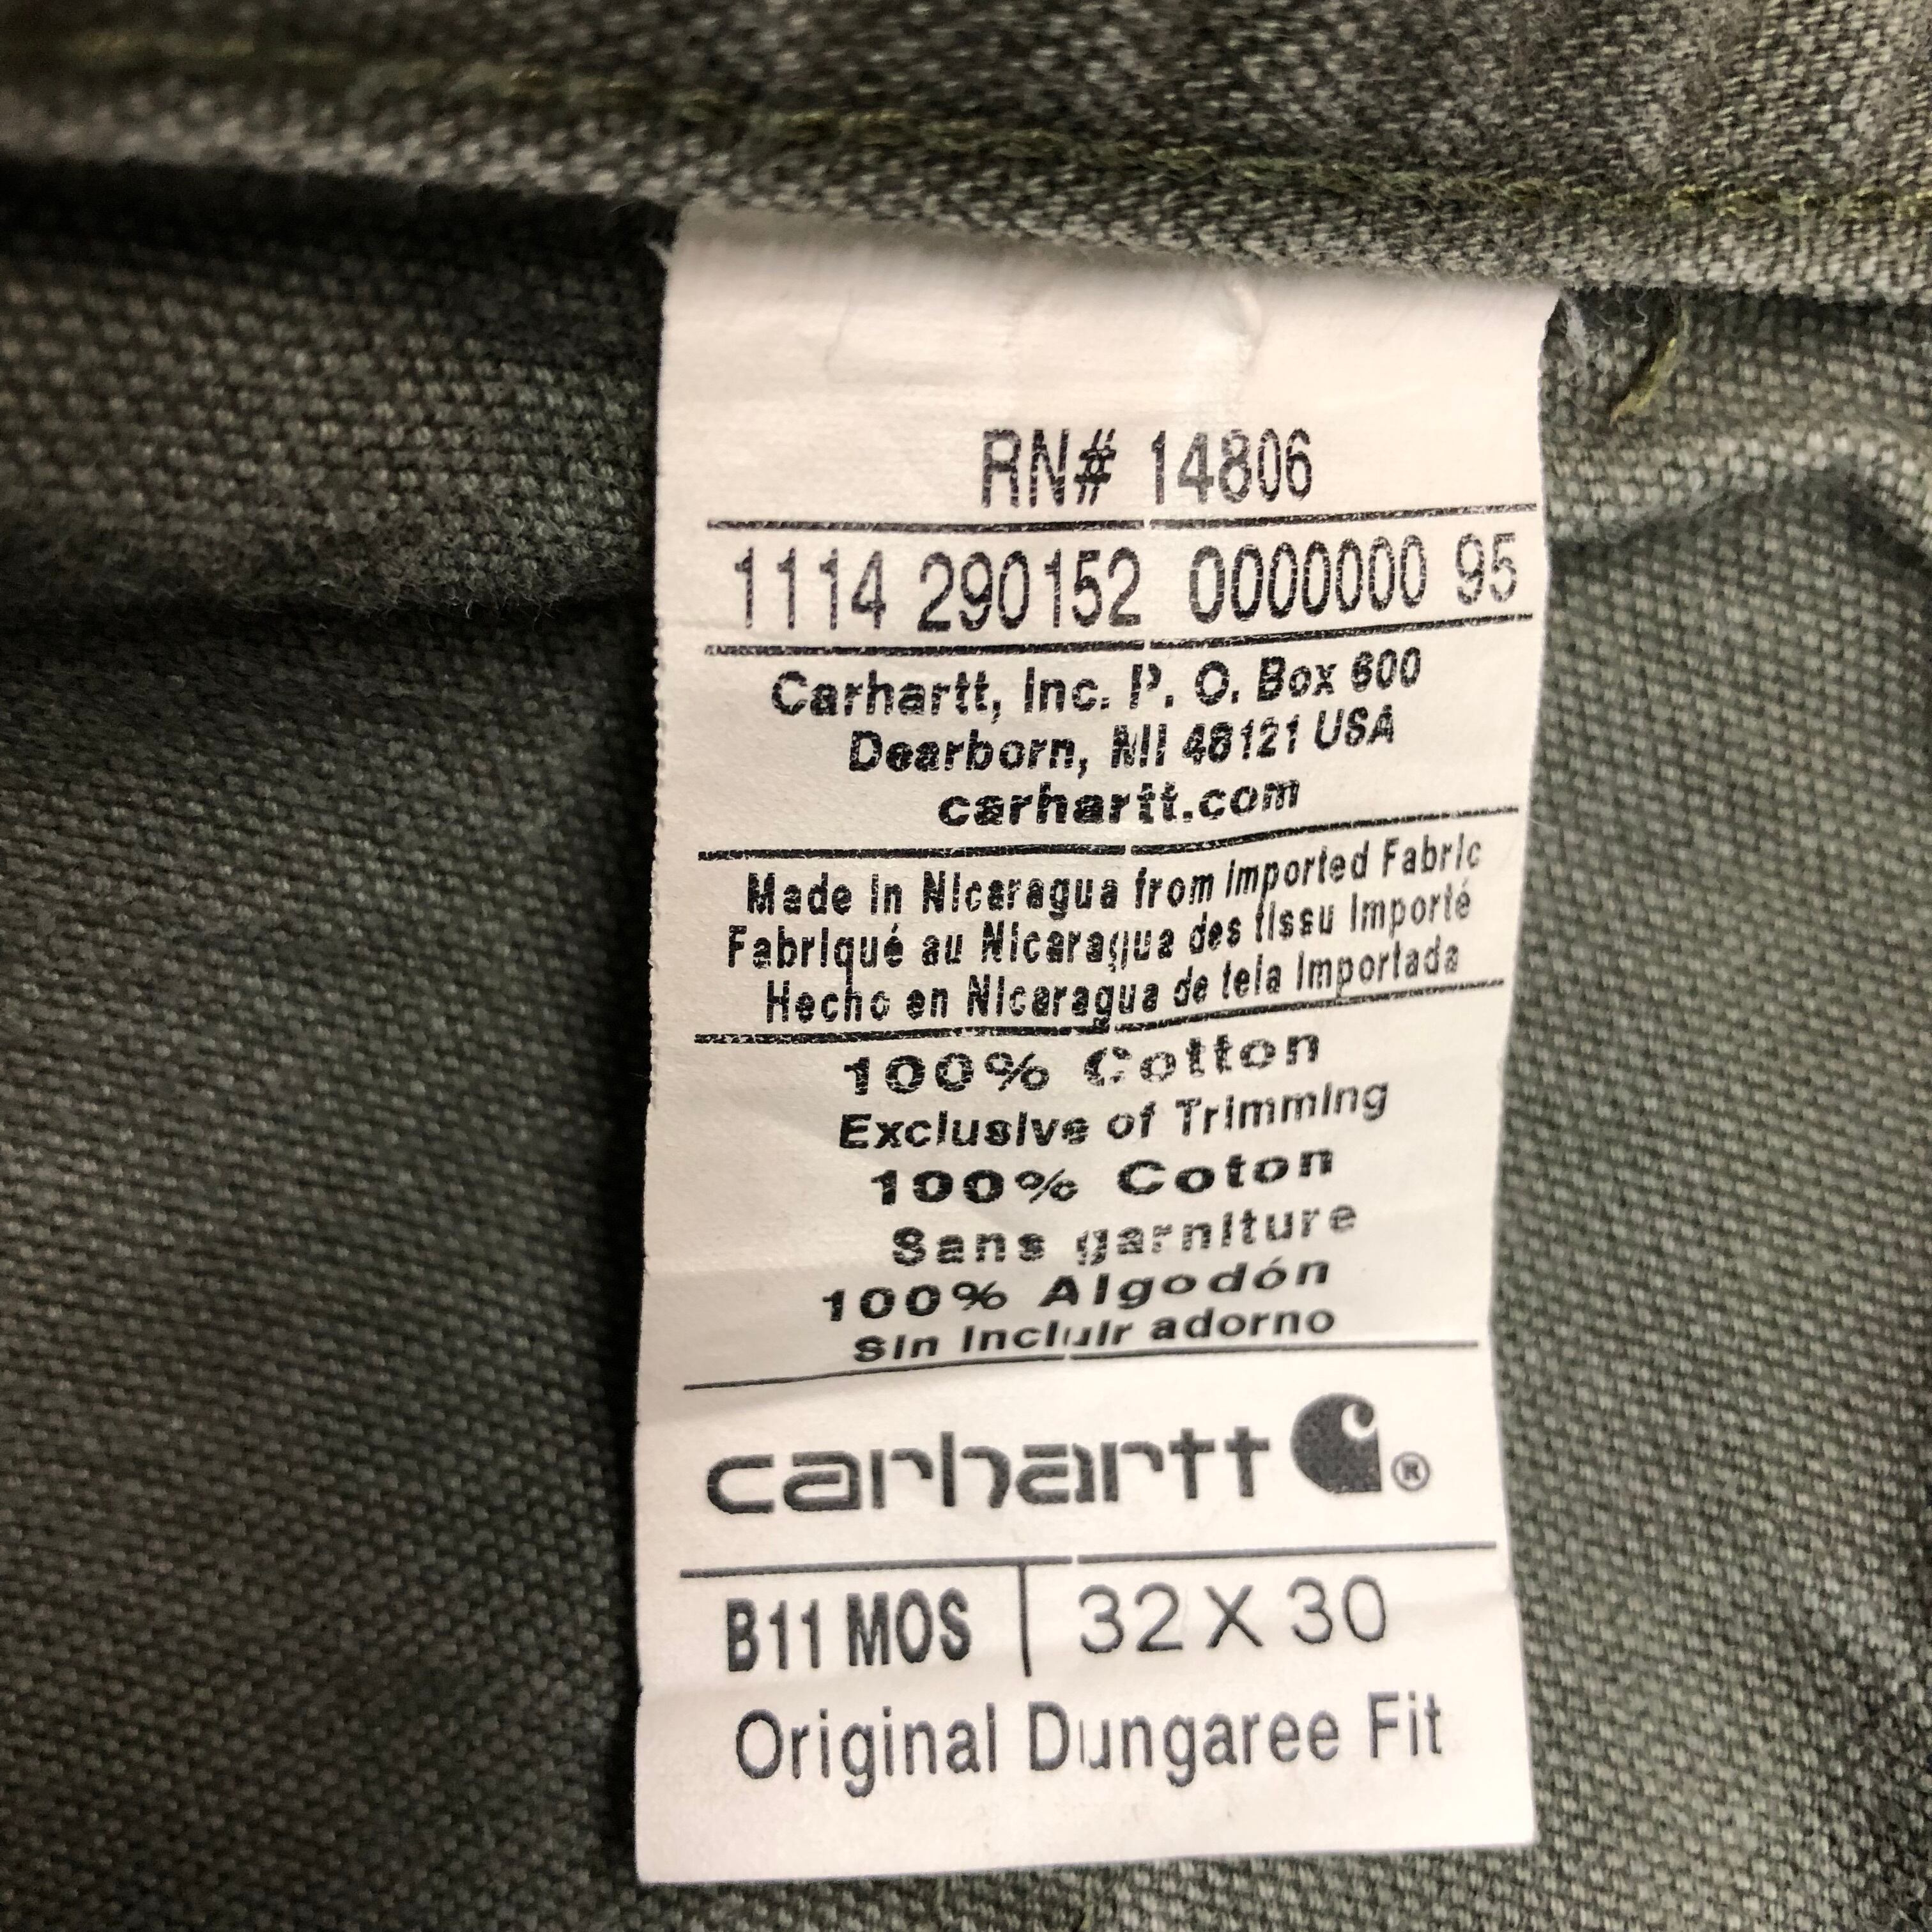 RN# 14806
1114 290152 0000000 95
Carhartt, Inc. P. O. Box 600
Dearborn, MI 48121 USA
carhartt.com
Made in Nicaragua from imported Fabric
Fabriqué au Nicaragua des tissu Importé
Hecho en Nicaragua de tela Importada
100% Cotton
Exclusive of Trimming
100% Coton
Sans garniture
100% Algodón
Sin Incluir adorno
carhartt ®
B11 MOS | 32 X 30
Original Dungaree Fit